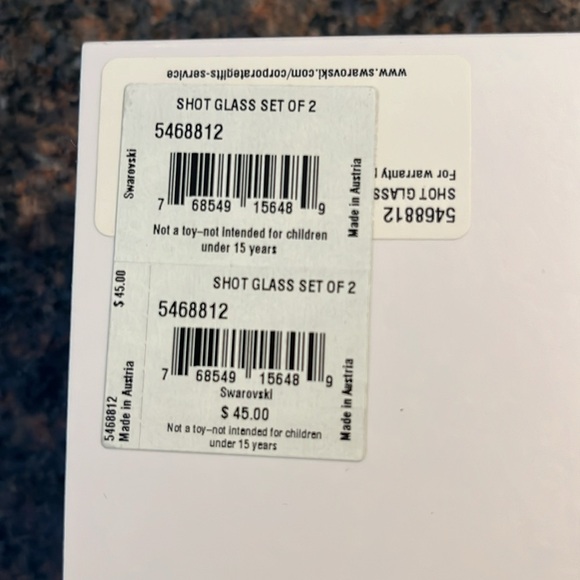 www.swarovski.com/corporategifts-service
SHOT GLASS SET OF 2
5468812
Swarovski
7 68549 15648 9
Made in Austria
Not a toy–not intended for children
under 15 years
For warranty
SHOT GLASS
5468812
$ 45.00
SHOT GLASS SET OF 2
5468812
7 68549 15648 9
Swarovski
$ 45.00
Not a toy–not intended for children
under 15 years
Made in Austria
5468812
Made in Austria